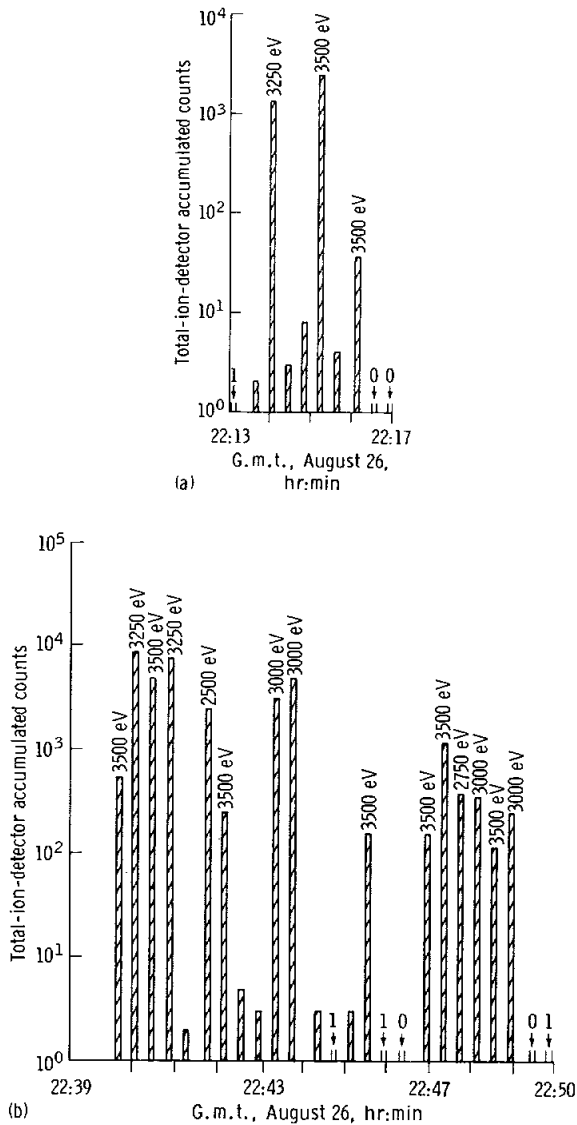 10⁴
10³
10²
10¹
10⁰
Total-ion-detector accumulated counts
3250 eV
3500 eV
3500 eV
1
0 0
22:13 22:17
G.m.t., August 26,
hr:min
(a)
10⁵
10⁴
10³
10²
10¹
10⁰
Total-ion-detector accumulated counts
3500 eV
3250 eV
3500 eV
3250 eV
2500 eV
3500 eV
3000 eV
3000 eV
3500 eV
3500 eV
3500 eV
2750 eV
3000 eV
3500 eV
3000 eV
1 1 0 0 1
22:39 22:43 22:47 22:50
(b) G.m.t., August 26, hr:min